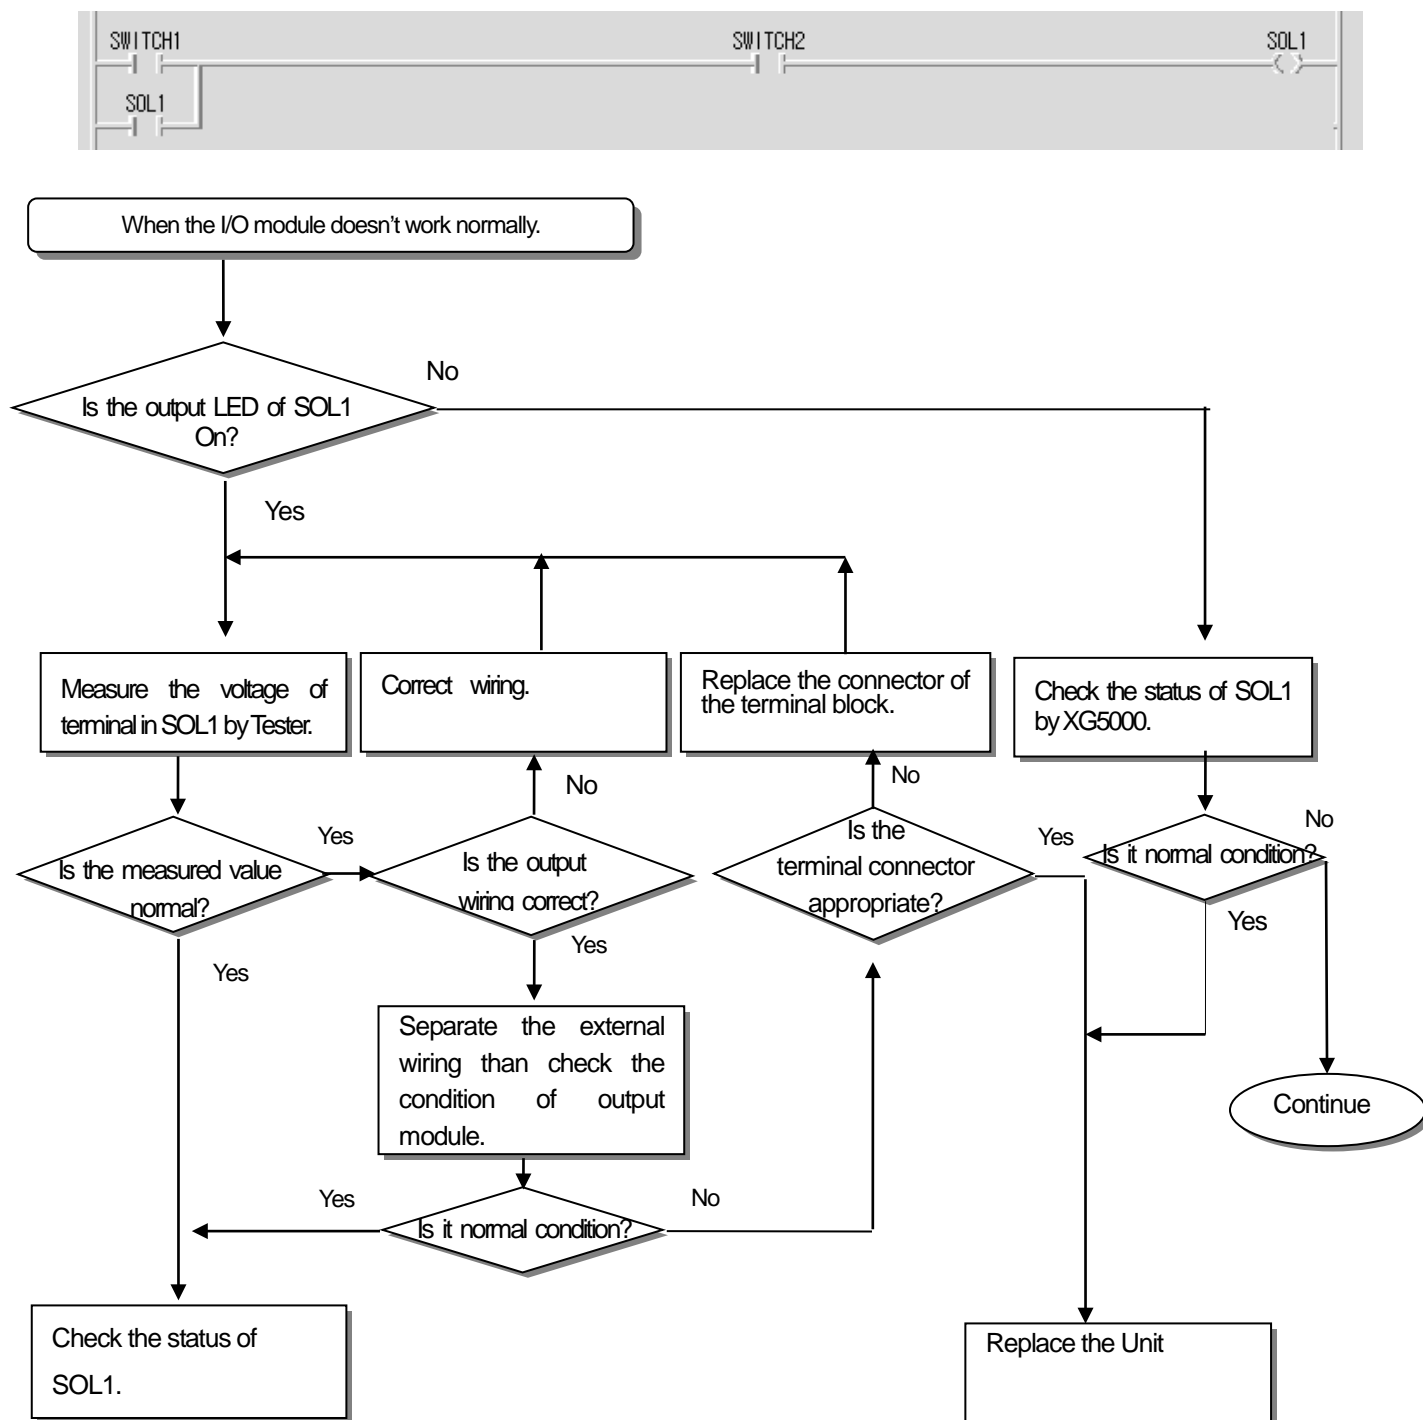 SWITCH1 SWITCH2 SOL1
SOL1
When the I/O module doesn't work normally.
No
Is the output LED of SOL1
On?
Yes
Measure the voltage of
terminal in SOL1 by Tester.
Correct wiring.
Replace the connector of
the terminal block.
Check the status of SOL1
by XG5000.
No
No
No
Yes
Is the measured value
normal?
Is the output
wiring correct?
Is the
terminal connector
appropriate?
Yes
Is it normal condition?
Yes
Yes
Yes
Separate the external
wiring than check the
condition of output
module.
Continue
Yes
No
Is it normal condition?
Check the status of
SOL1.
Replace the Unit